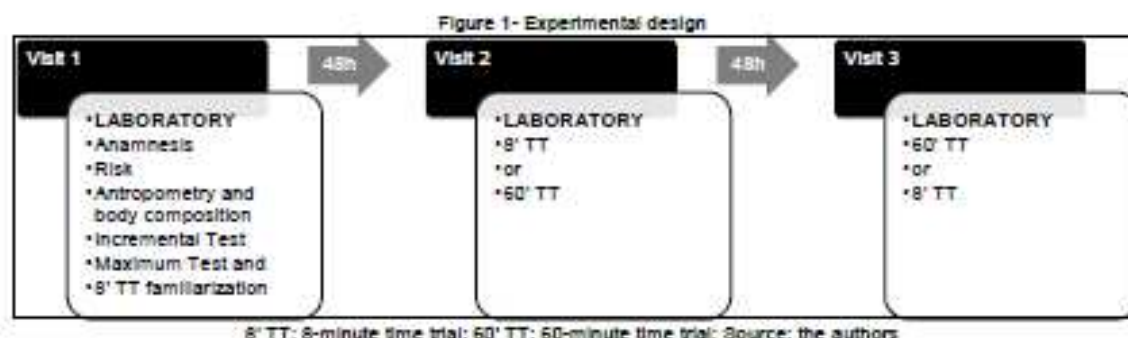 Figure 1- Experimental design
Visit 1
48h
Visit 2
48h
Visit 3
•LABORATORY
•Anamnesis
•Risk
•Antropometry and
body composition
•Incremental Test
•Maximum Test and
•8' TT familiarization
•LABORATORY
•8' TT
•or
•60' TT
•LABORATORY
•60' TT
•or
•8' TT
8' TT: 8-minute time trial; 60' TT: 60-minute time trial; Source: the authors